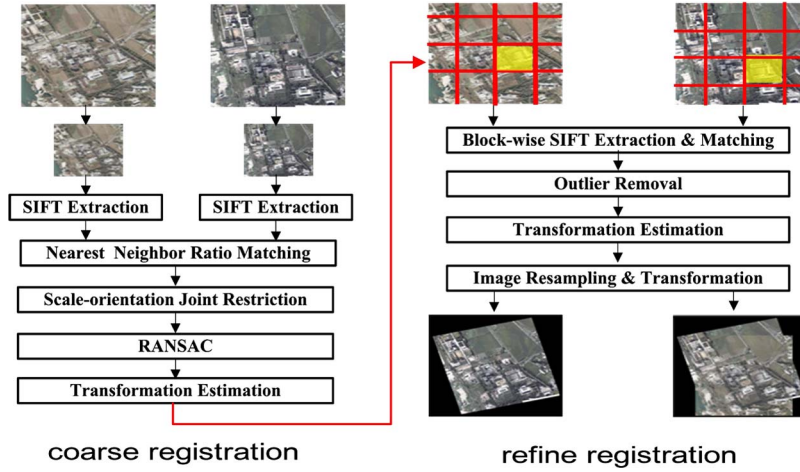 SIFT Extraction
SIFT Extraction
Nearest Neighbor Ratio Matching
Scale-orientation Joint Restriction
RANSAC
Transformation Estimation
coarse registration
Block-wise SIFT Extraction & Matching
Outlier Removal
Transformation Estimation
Image Resampling & Transformation
refine registration